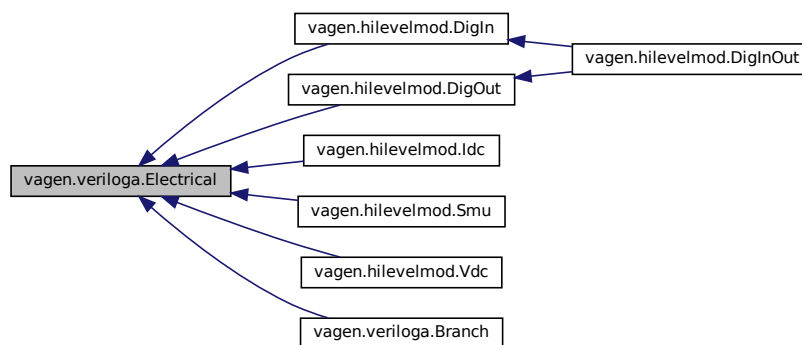 vagen.hilevelmod.DigIn
vagen.hilevelmod.DigInOut
vagen.hilevelmod.DigOut
vagen.hilevelmod.Idc
vagen.veriloga.Electrical
vagen.hilevelmod.Smu
vagen.hilevelmod.Vdc
vagen.veriloga.Branch